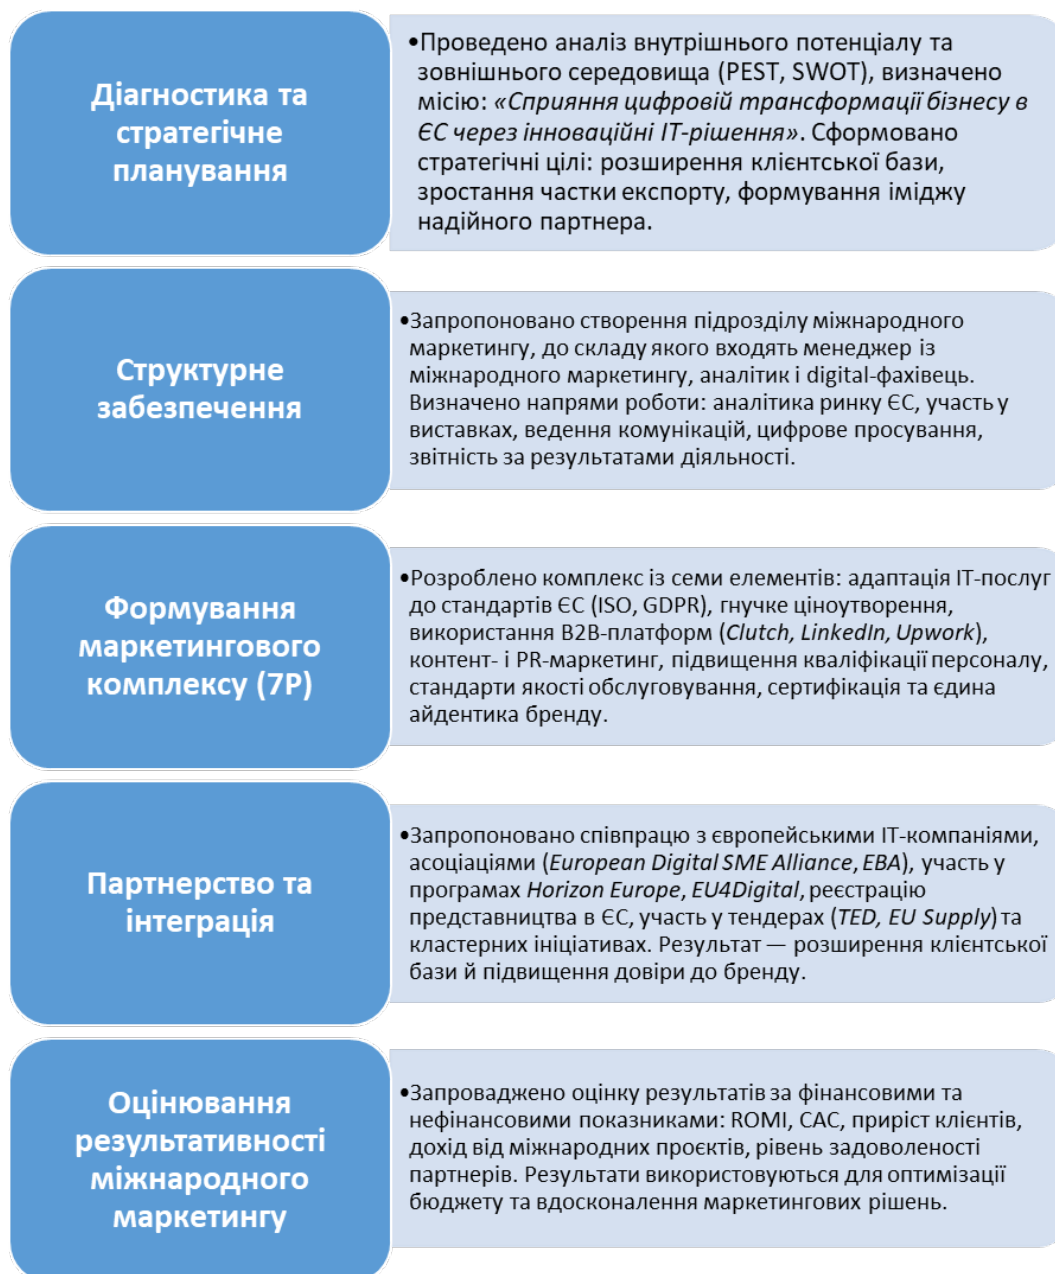 Діагностика та
стратегічне
планування
•Проведено аналіз внутрішнього потенціалу та
зовнішнього середовища (PEST, SWOT), визначено
місію: «Сприяння цифровій трансформації бізнесу в
ЄС через інноваційні ІТ-рішення». Сформовано
стратегічні цілі: розширення клієнтської бази,
зростання частки експорту, формування іміджу
надійного партнера.
Структурне
забезпечення
•Запропоновано створення підрозділу міжнародного
маркетингу, до складу якого входять менеджер із
міжнародного маркетингу, аналітик і digital-фахівець.
Визначено напрями роботи: аналітика ринку ЄС, участь у
виставках, ведення комунікацій, цифрове просування,
звітність за результатами діяльності.
Формування
маркетингового
комплексу (7P)
•Розроблено комплекс із семи елементів: адаптація ІТ-послуг
до стандартів ЄС (ISO, GDPR), гнучке ціноутворення,
використання B2B-платформ (Clutch, LinkedIn, Upwork),
контент- і PR-маркетинг, підвищення кваліфікації персоналу,
стандарти якості обслуговування, сертифікація та єдина
айдентика бренду.
Партнерство та
інтеграція
•Запропоновано співпрацю з європейськими ІТ-компаніями,
асоціаціями (European Digital SME Alliance, EBA), участь у
програмах Horizon Europe, EU4Digital, реєстрацію
представництва в ЄС, участь у тендерах (TED, EU Supply) та
кластерних ініціативах. Результат — розширення клієнтської
бази й підвищення довіри до бренду.
Оцінювання
результативності
міжнародного
маркетингу
•Запроваджено оцінку результатів за фінансовими та
нефінансовими показниками: ROMI, CAC, приріст клієнтів,
дохід від міжнародних проєктів, рівень задоволеності
партнерів. Результати використовуються для оптимізації
бюджету та вдосконалення маркетингових рішень.